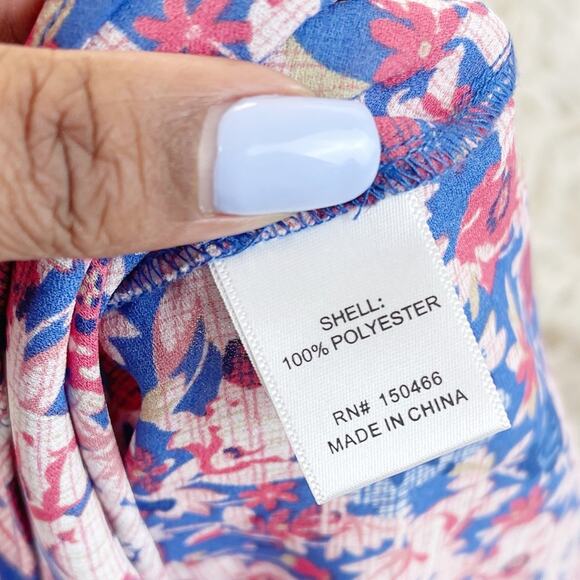 SHELL:
100% POLYESTER
RN# 150466
MADE IN CHINA